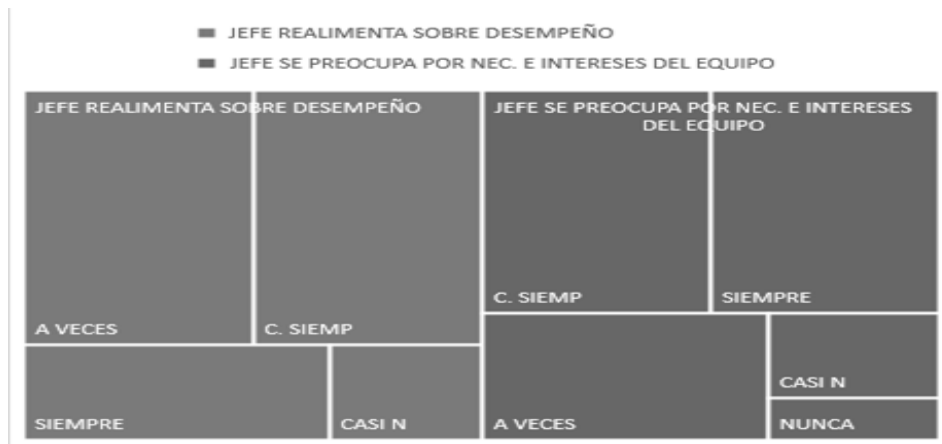 JEFE REALIMENTA SOBRE DESEMPEÑO
JEFE SE PREOCUPA POR NEC. E INTERESES DEL EQUIPO
JEFE REALIMENTA SOBRE DESEMPEÑO
A VECES
C. SIEMP
SIEMPRE
CASI N
JEFE SE PREOCUPA POR NEC. E INTERESES
DEL EQUIPO
C. SIEMP
SIEMPRE
A VECES
CASI N
NUNCA